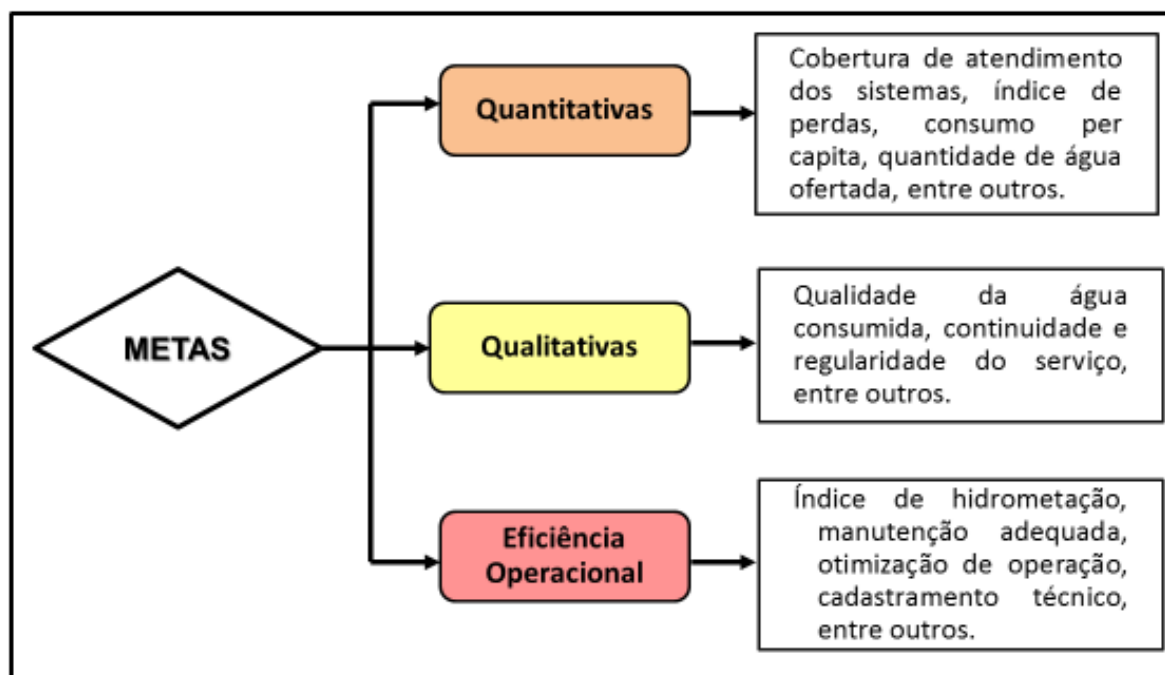 METAS
Quantitativas
Cobertura de atendimento
dos sistemas, índice de
perdas, consumo per
capita, quantidade de água
ofertada, entre outros.
Qualitativas
Qualidade da água
consumida, continuidade e
regularidade do serviço,
entre outros.
Eficiência
Operacional
Índice de hidrometação,
manutenção adequada,
otimização de operação,
cadastramento técnico,
entre outros.